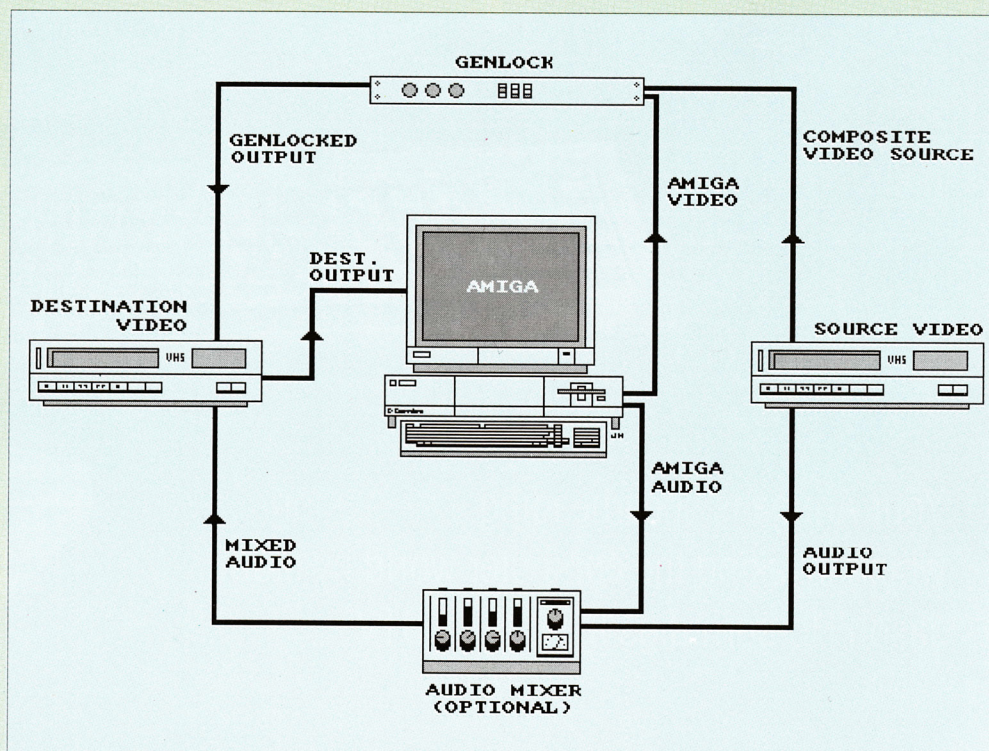 GENLOCK
GENLOCKED
OUTPUT
COMPOSITE
VIDEO SOURCE
AMIGA
VIDEO
DEST.
OUTPUT
AMIGA
DESTINATION
VIDEO
VHS
SOURCE VIDEO
VHS
AMIGA
AUDIO
MIXED
AUDIO
AUDIO
OUTPUT
AUDIO MIXER
(OPTIONAL)